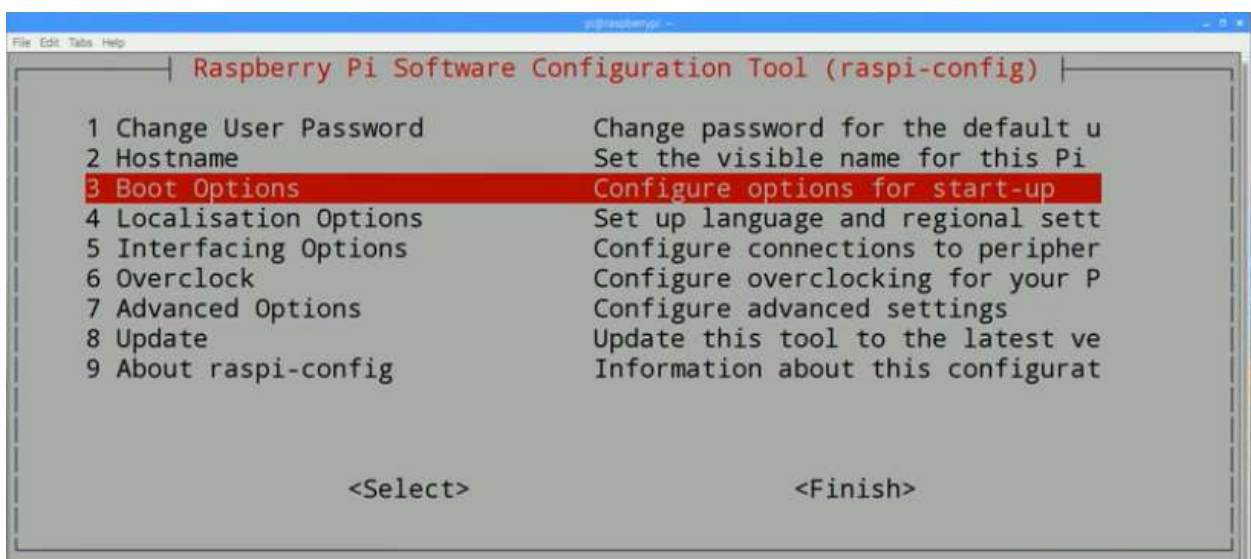 pi@raspberrypi: ~
File Edit Tabs Help
Raspberry Pi Software Configuration Tool (raspi-config)
1 Change User Password Change password for the default u
2 Hostname Set the visible name for this Pi
3 Boot Options Configure options for start-up
4 Localisation Options Set up language and regional sett
5 Interfacing Options Configure connections to peripher
6 Overclock Configure overclocking for your P
7 Advanced Options Configure advanced settings
8 Update Update this tool to the latest ve
9 About raspi-config Information about this configurat
<Select> <Finish>